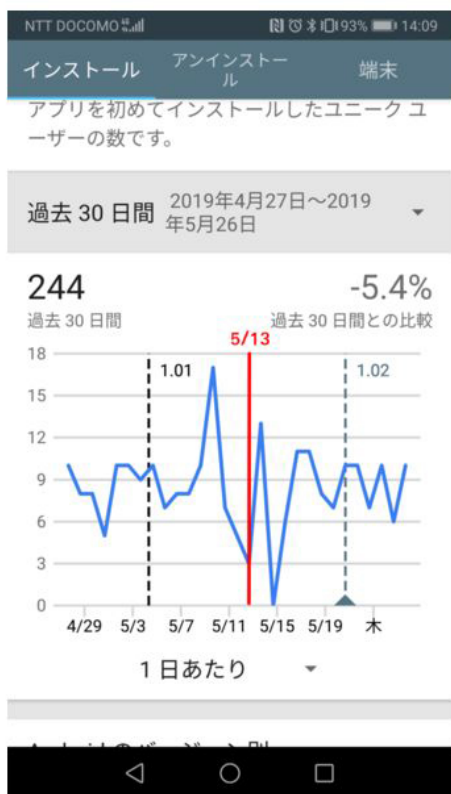 NTT DOCOMO 93% 14:09
インストール
アンインストー
ル
端末
アプリを初めてインストールしたユニーク ユ
ーザーの数です。
過去 30 日間
2019年4月27日～2019
年5月26日
244
-5.4%
過去 30 日間
過去 30 日間との比較
5/13
18
15
12
9
6
3
0
1.01
1.02
4/29 5/3 5/7 5/11 5/15 5/19 木
1 日あたり